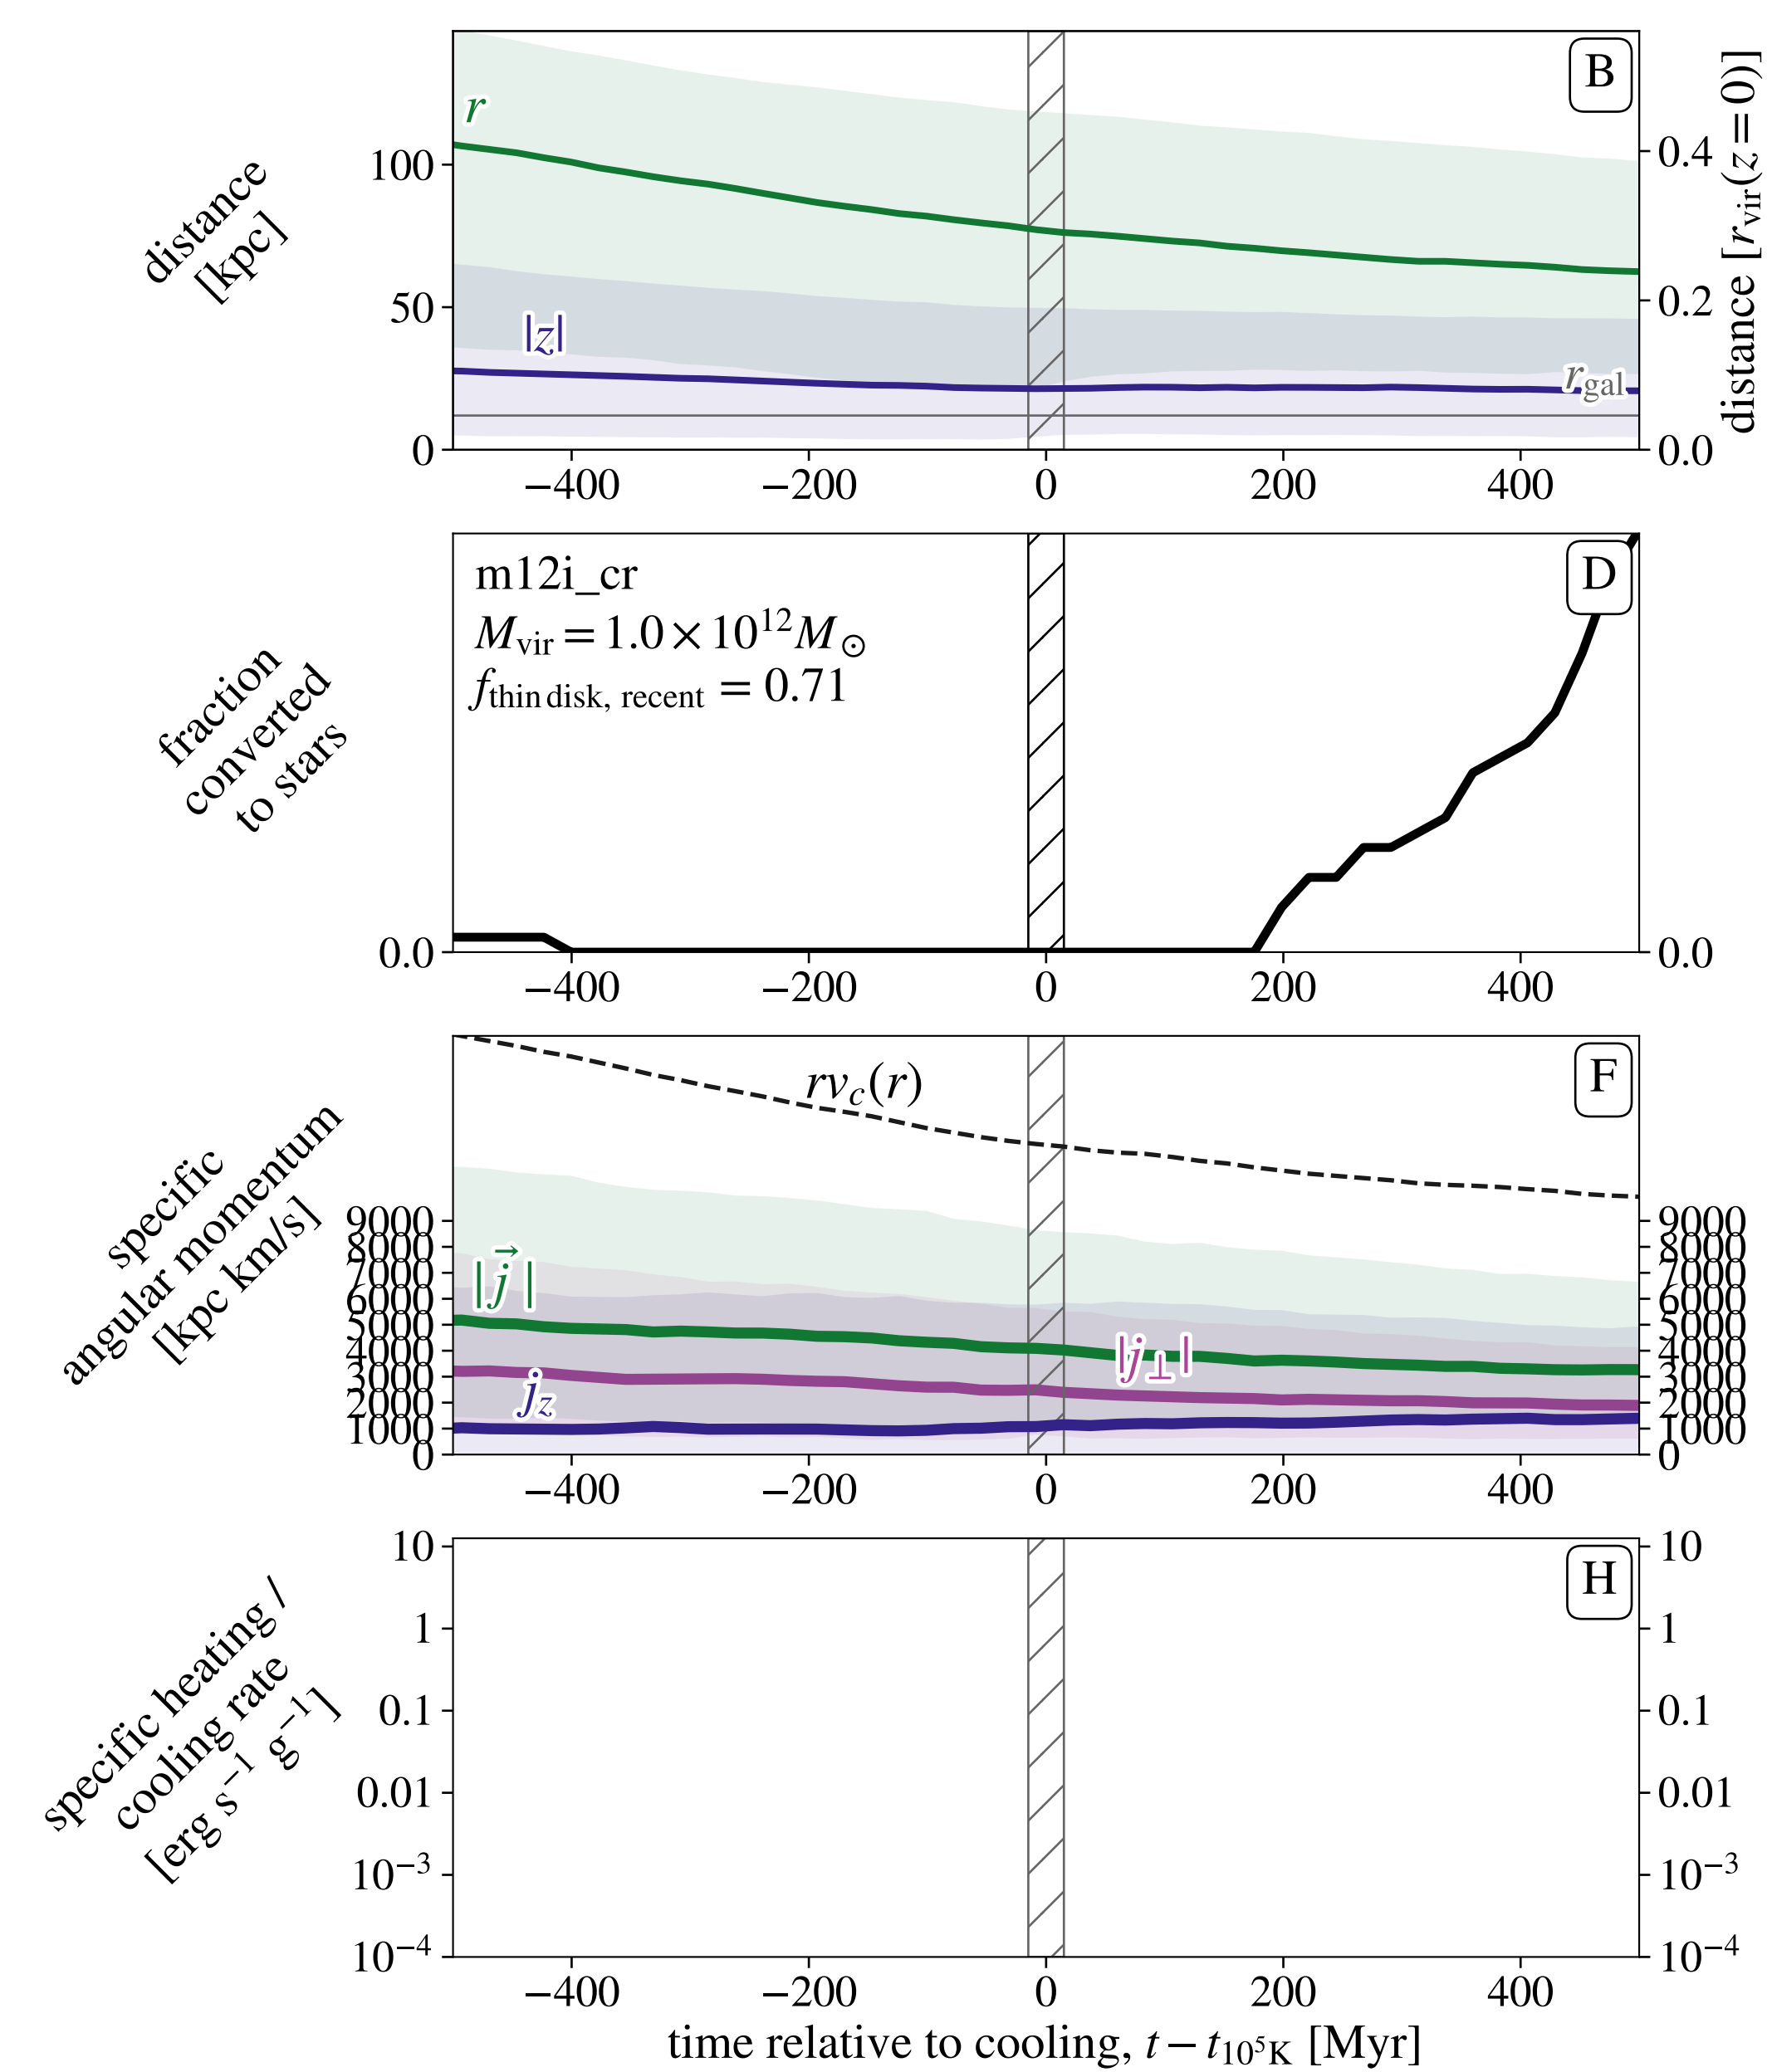 B
r
|z|
r_gal
distance
[kpc]
100
50
0
0.4
0.2
0.0
distance [r_vir(z=0)]
−400 −200 0 200 400
D
m12i_cr
M_vir = 1.0 × 10^12 M_⊙
f_thin disk, recent = 0.71
fraction
converted
to stars
0.0
0.0
−400 −200 0 200 400
F
rv_c(r)
|j⃗|
|j_⊥|
j_z
specific
angular momentum
[kpc km/s]
9000
8000
7000
6000
5000
4000
3000
2000
1000
0
9000
8000
7000
6000
5000
4000
3000
2000
1000
0
−400 −200 0 200 400
H
specific heating /
cooling rate
[erg s^−1 g^−1]
10
1
0.1
0.01
10^−3
10^−4
10
1
0.1
0.01
10^−3
10^−4
−400 −200 0 200 400
time relative to cooling, t − t_10^5K [Myr]